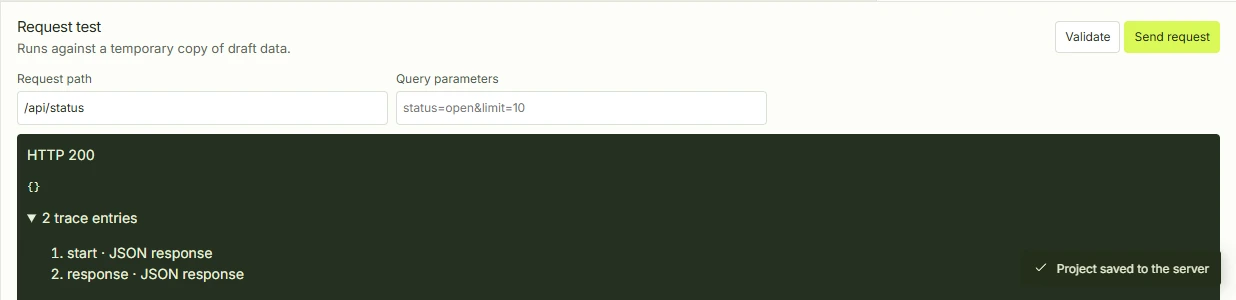 Request test
Runs against a temporary copy of draft data.
Validate
Send request
Request path
Query parameters
/api/status
status=open&limit=10
HTTP 200
{}
▼ 2 trace entries
1. start · JSON response
2. response · JSON response
✓ Project saved to the server